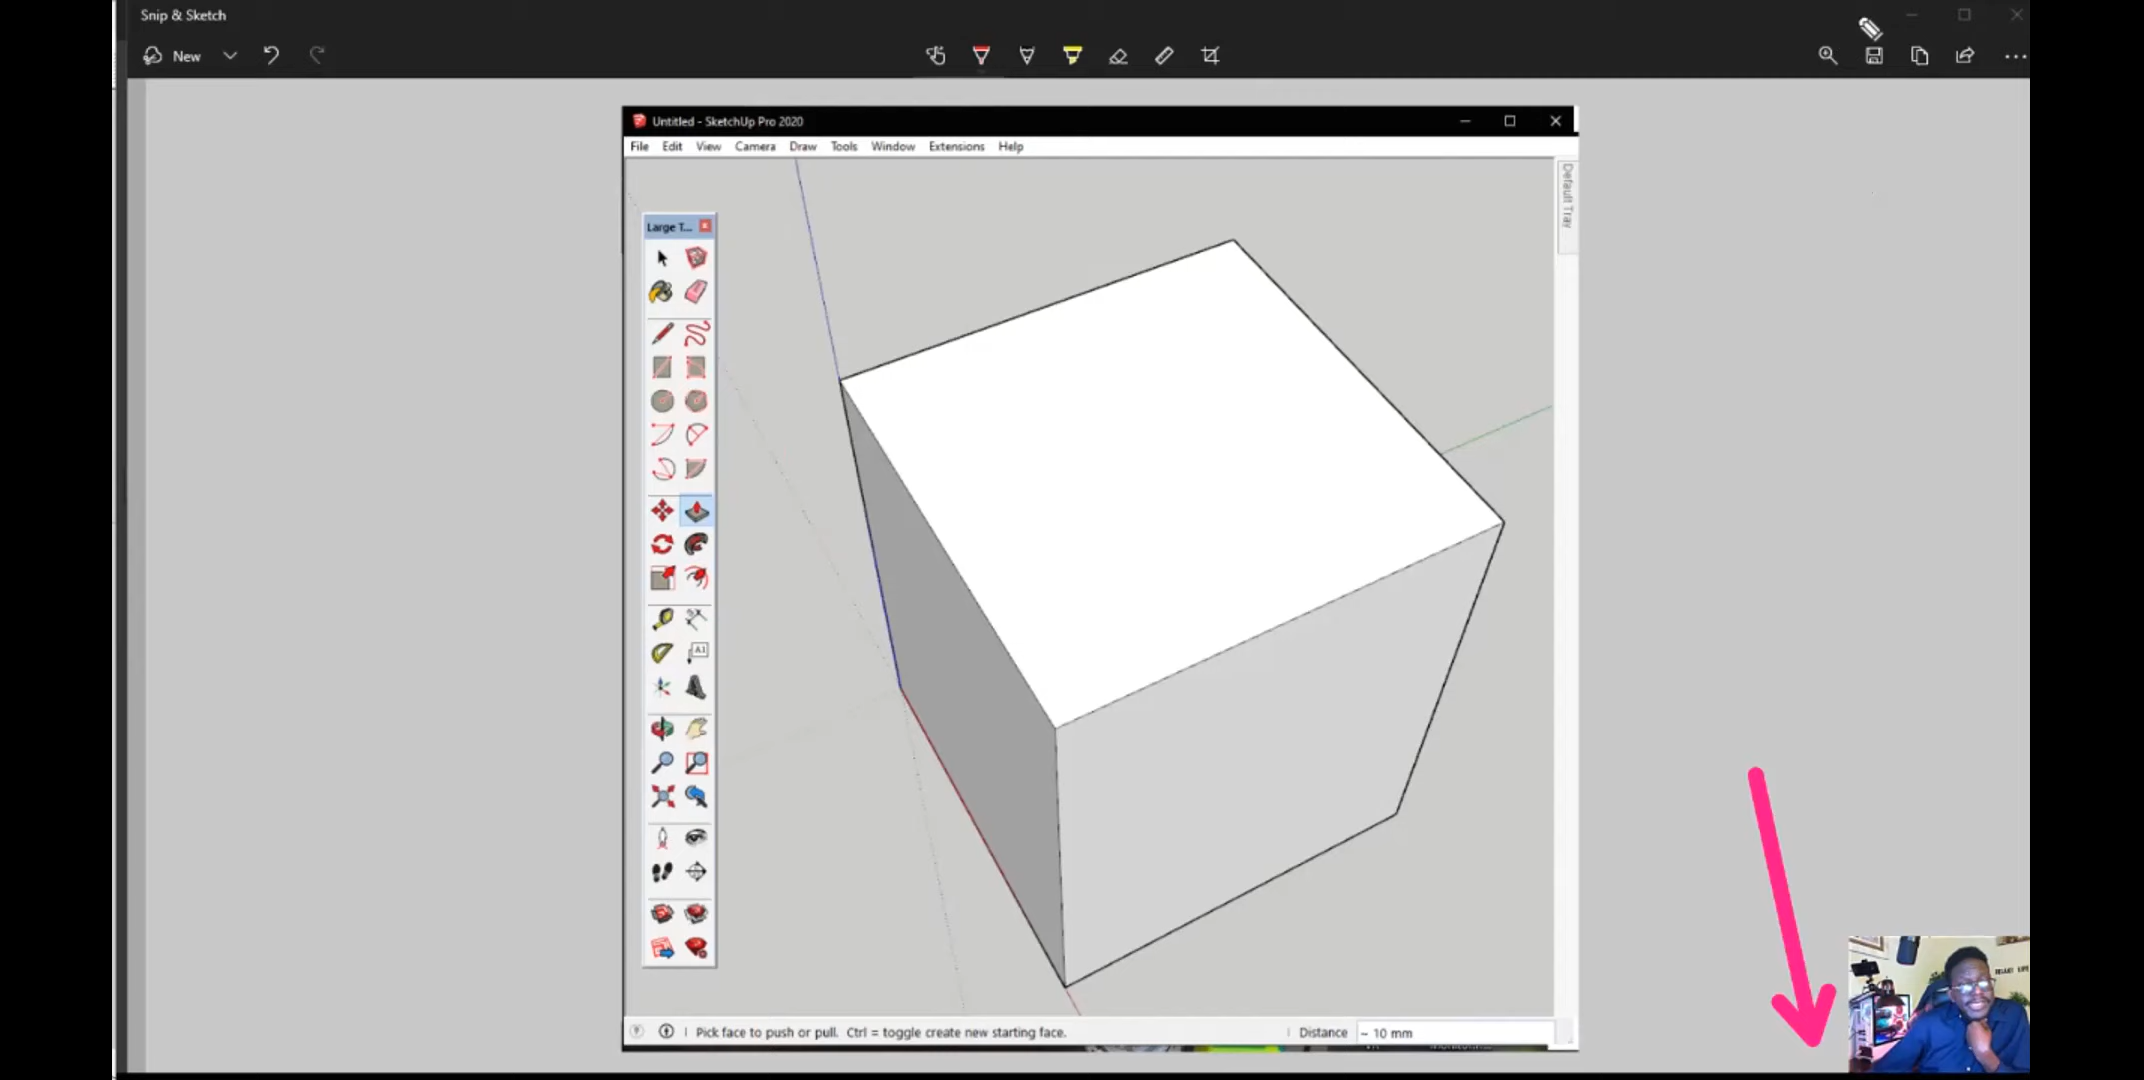 Snip & Sketch
New
Untitled - SketchUp Pro 2020
File Edit View Camera Draw Tools Window Extensions Help
Default Tray
Large T...
A1
Pick face to push or pull. Ctrl = toggle create new starting face.
Distance ~ 10 mm